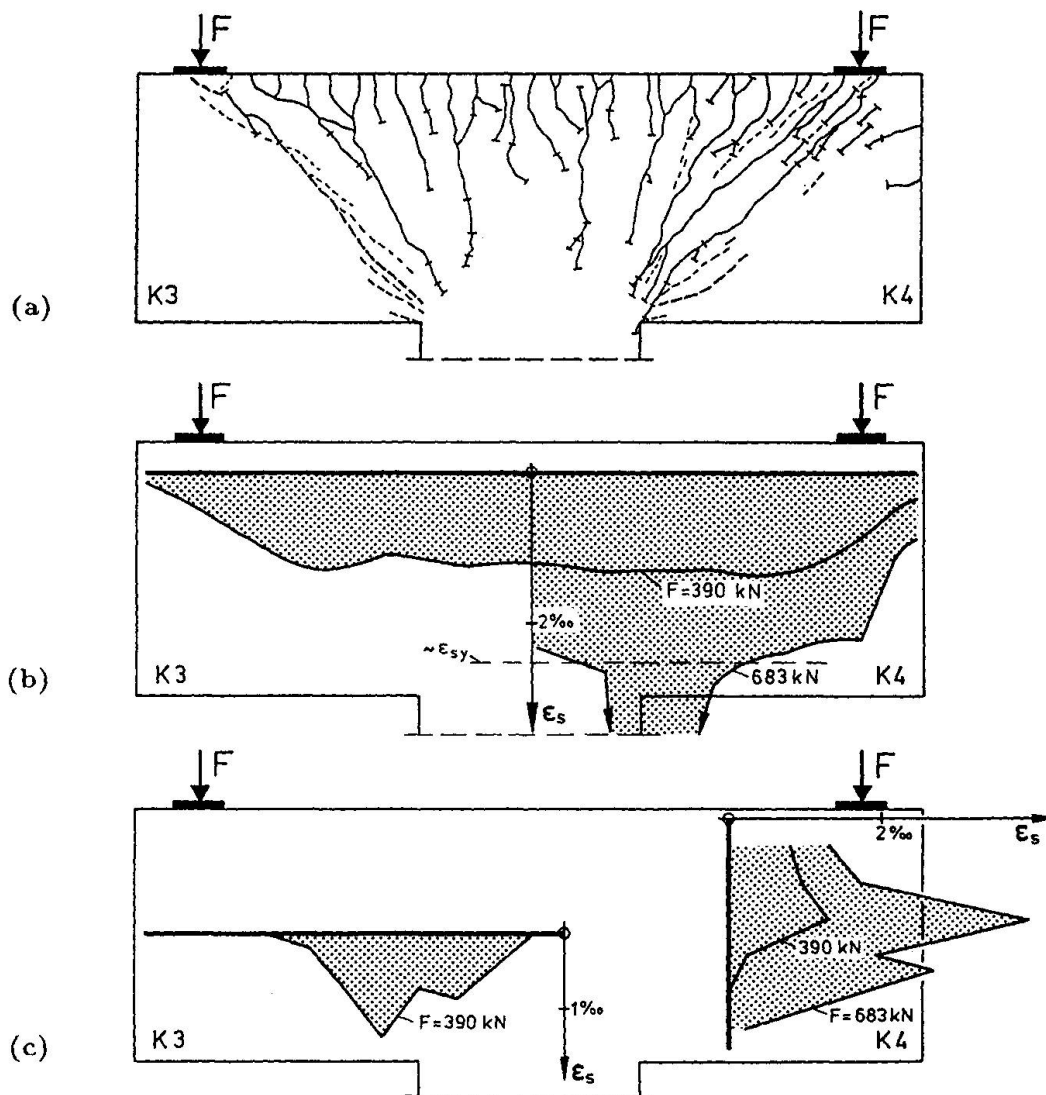 F F
K3 K4
(a)
F F
F=390 kN
2‰
~εsy
683 kN
K3 K4
(b)
εs
F F
2‰
εs
390 kN
1‰
F=390 kN
F=683 kN
K3 K4
(c)
εs